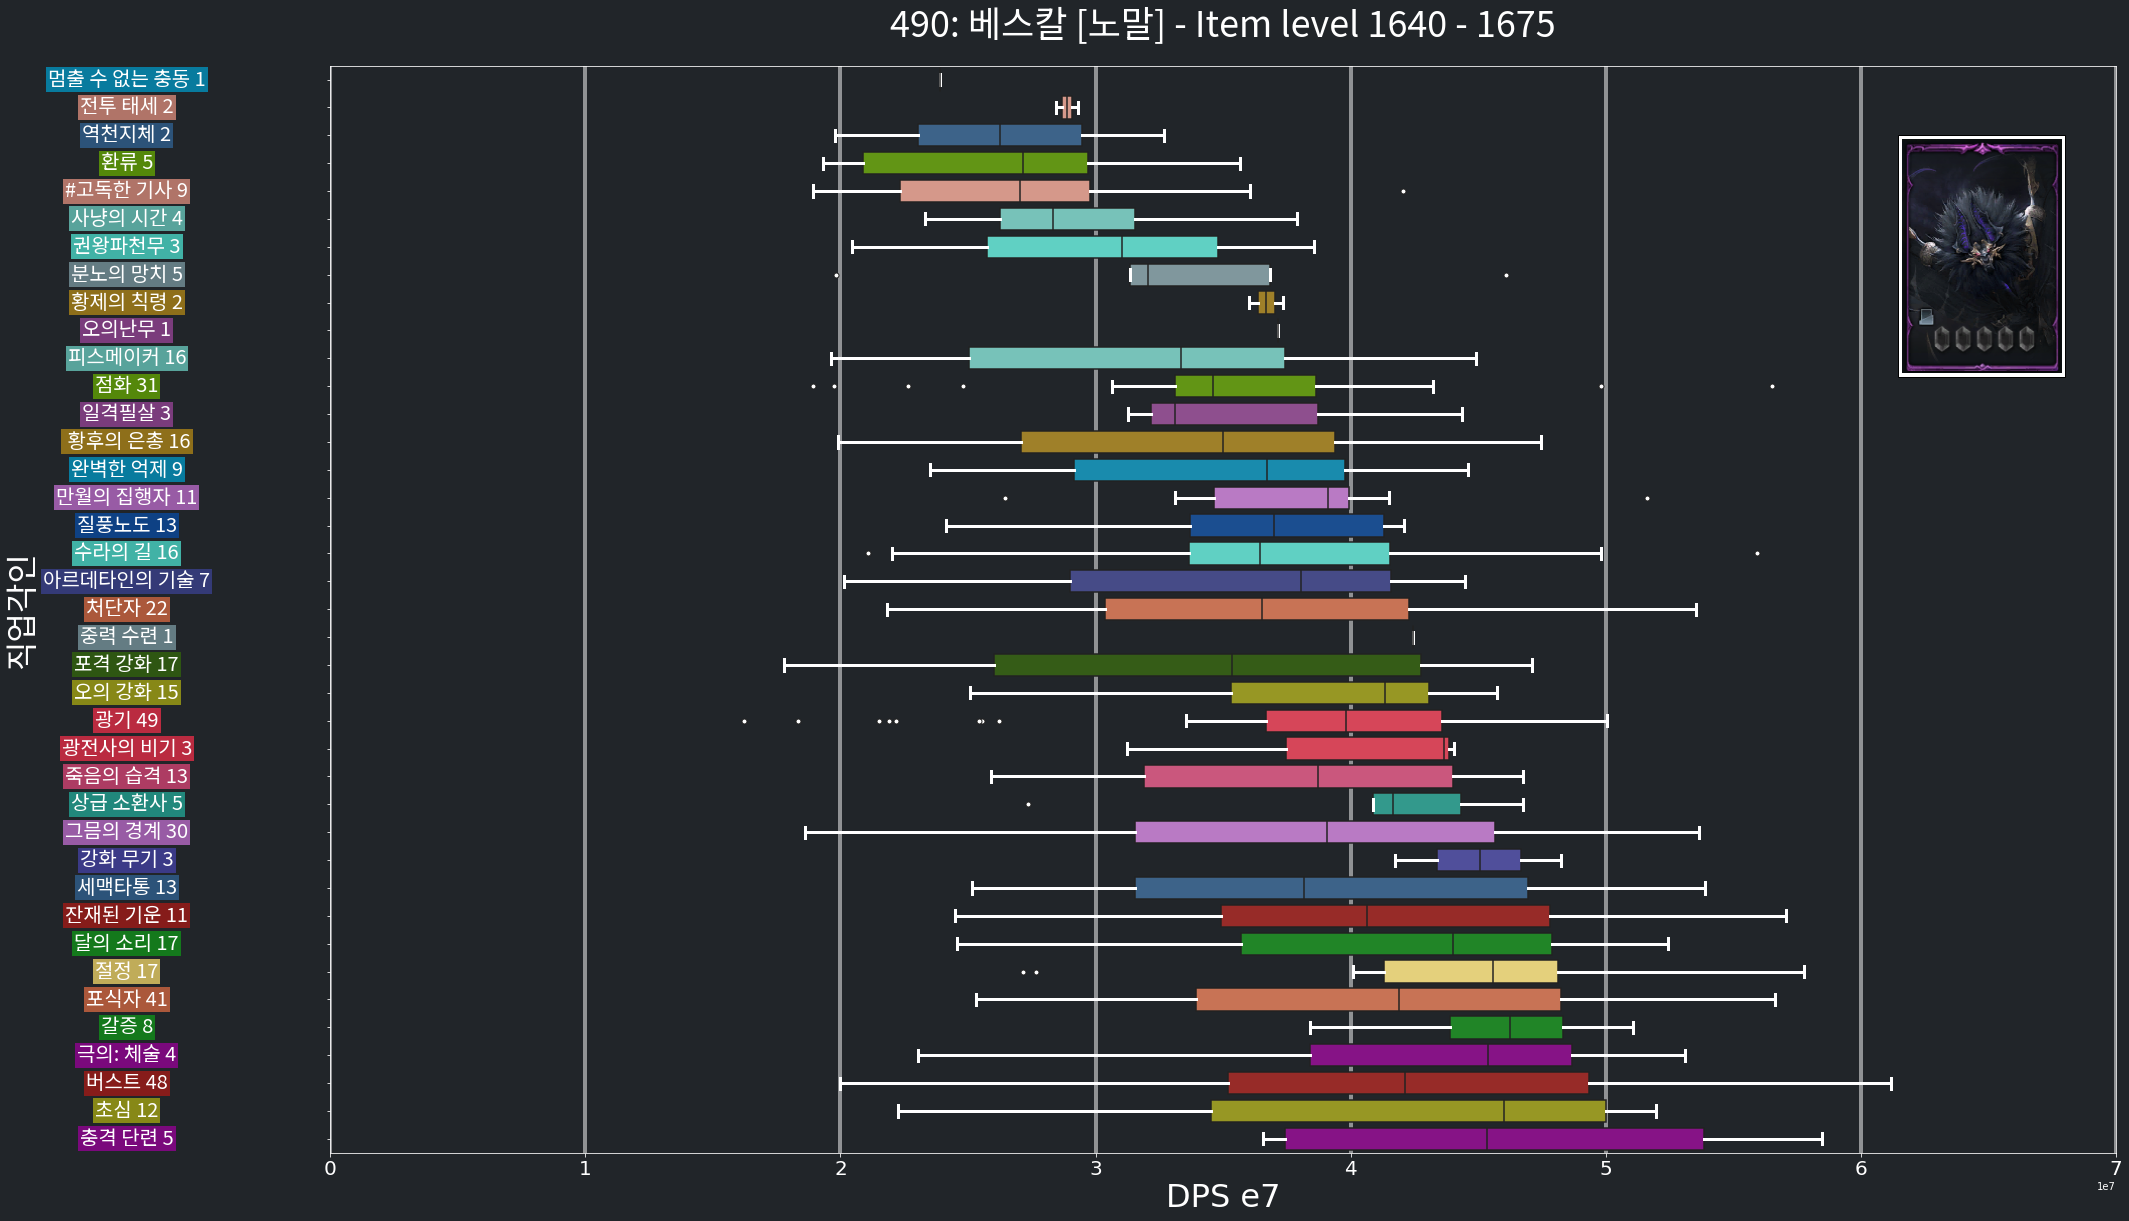 490: 베스칼 [노말] - Item level 1640 - 1675
멈출 수 없는 충동 1
전투 태세 2
역천지체 2
환류 5
#고독한 기사 9
사냥의 시간 4
권왕파천무 3
분노의 망치 5
황제의 칙령 2
오의난무 1
피스메이커 16
점화 31
일격필살 3
황후의 은총 16
완벽한 억제 9
만월의 집행자 11
질풍노도 13
수라의 길 16
아르데타인의 기술 7
처단자 22
중력 수련 1
포격 강화 17
오의 강화 15
광기 49
광전사의 비기 3
죽음의 습격 13
상급 소환사 5
그믐의 경계 30
강화 무기 3
세맥타통 13
잔재된 기운 11
달의 소리 17
절정 17
포식자 41
갈증 8
극의: 체술 4
버스트 48
초심 12
충격 단련 5
직업각인
0 1 2 3 4 5 6 7
DPS e7
1e7